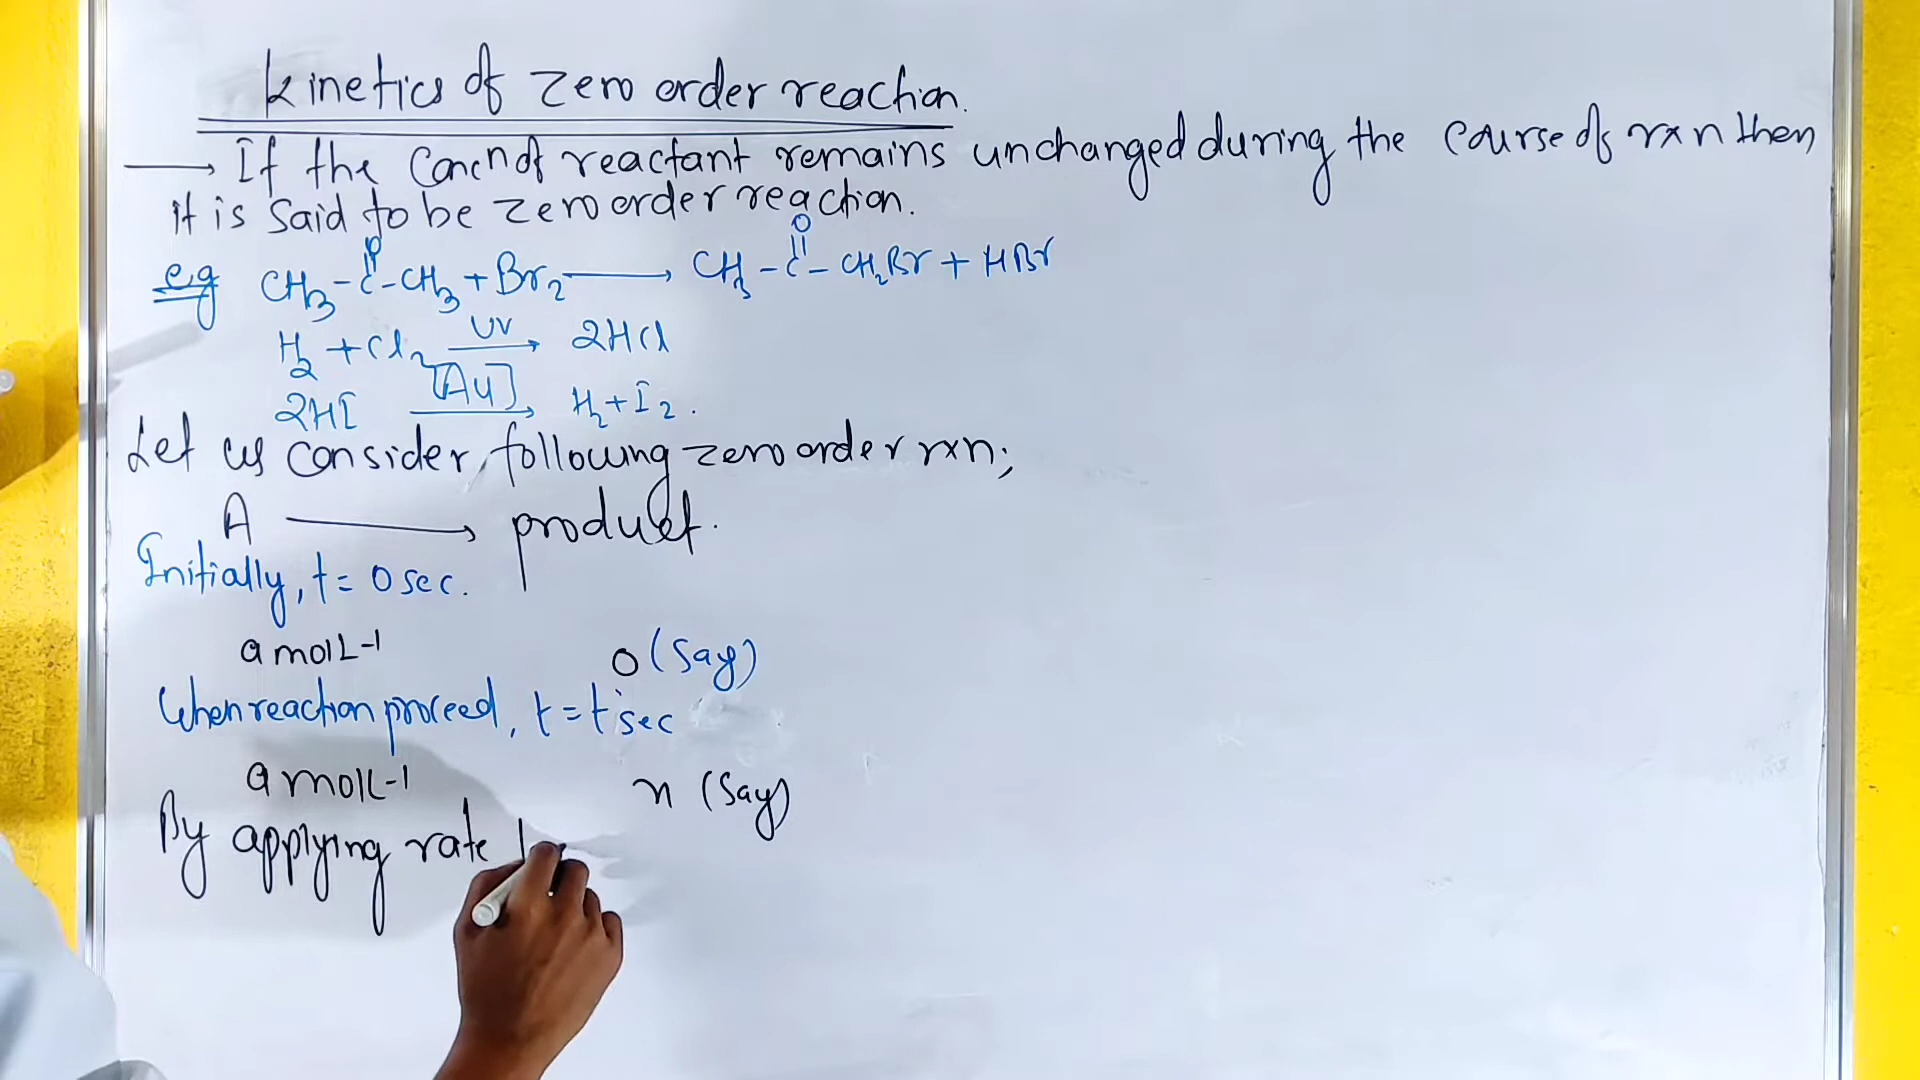 kinetics of zero order reaction.
→ If the Concn of reactant remains unchanged during the course of rxn then
it is said to be zero order reaction.
O O
|| ||
eg CH3-C-CH3+Br2 → CH3-C-CH2Br+HBr
H2+Cl2 UV→ 2HCl
2HI [Au]→ H2+I2.
Let us consider, following zero order rxn;
A → product.
Initially, t=0 sec.
a mol L-1 0 (Say)
When reaction proceed, t=t'sec
a mol L-1 x (Say)
By applying rate